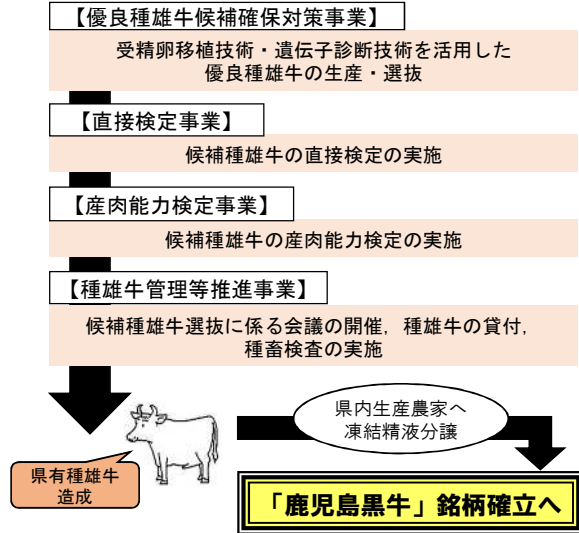 【優良種雄牛候補確保対策事業】
受精卵移植技術・遺伝子診断技術を活用した
優良種雄牛の生産・選抜
【直接検定事業】
候補種雄牛の直接検定の実施
【産肉能力検定事業】
候補種雄牛の産肉能力検定の実施
【種雄牛管理等推進事業】
候補種雄牛選抜に係る会議の開催，種雄牛の貸付，
種畜検査の実施
県内生産農家へ
凍結精液分譲
県有種雄牛
造成
「鹿児島黒牛」銘柄確立へ